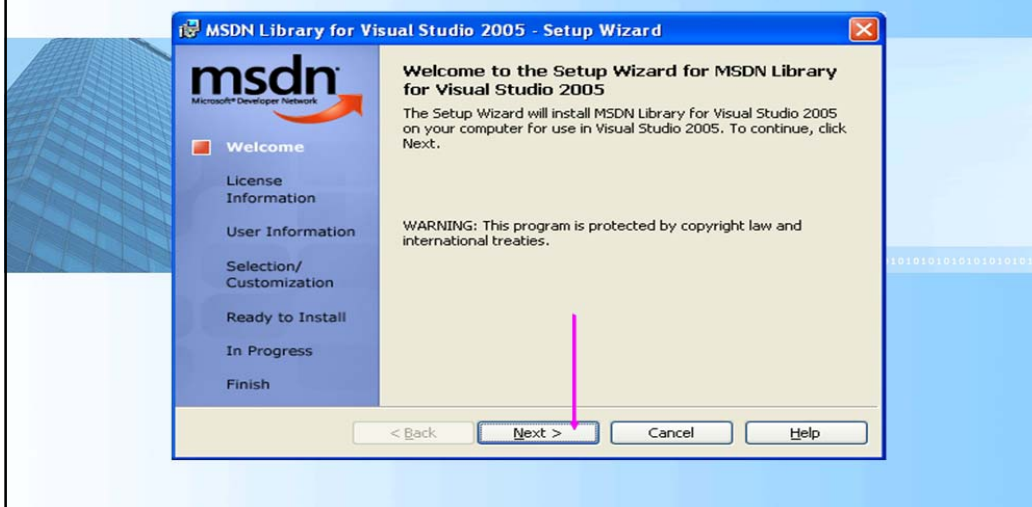 MSDN Library for Visual Studio 2005 - Setup Wizard
msdn
Microsoft® Developer Network
Welcome
License
Information
User Information
Selection/
Customization
Ready to Install
In Progress
Finish
Welcome to the Setup Wizard for MSDN Library
for Visual Studio 2005
The Setup Wizard will install MSDN Library for Visual Studio 2005
on your computer for use in Visual Studio 2005. To continue, click
Next.
WARNING: This program is protected by copyright law and
international treaties.
< Back
Next >
Cancel
Help